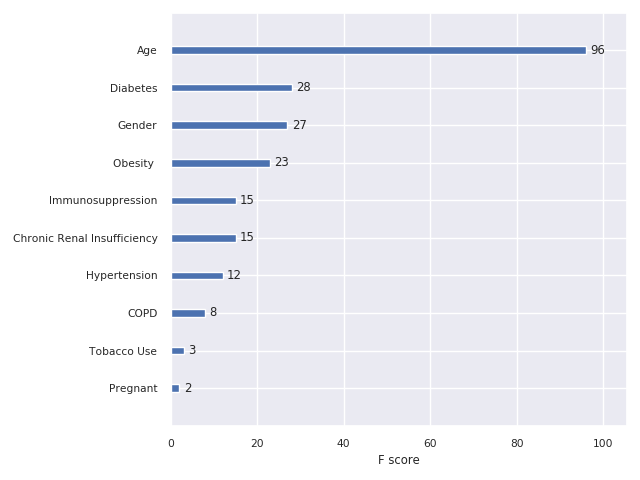 Age 96
Diabetes 28
Gender 27
Obesity 23
Immunosuppression 15
Chronic Renal Insufficiency 15
Hypertension 12
COPD 8
Tobacco Use 3
Pregnant 2
0 20 40 60 80 100
F score